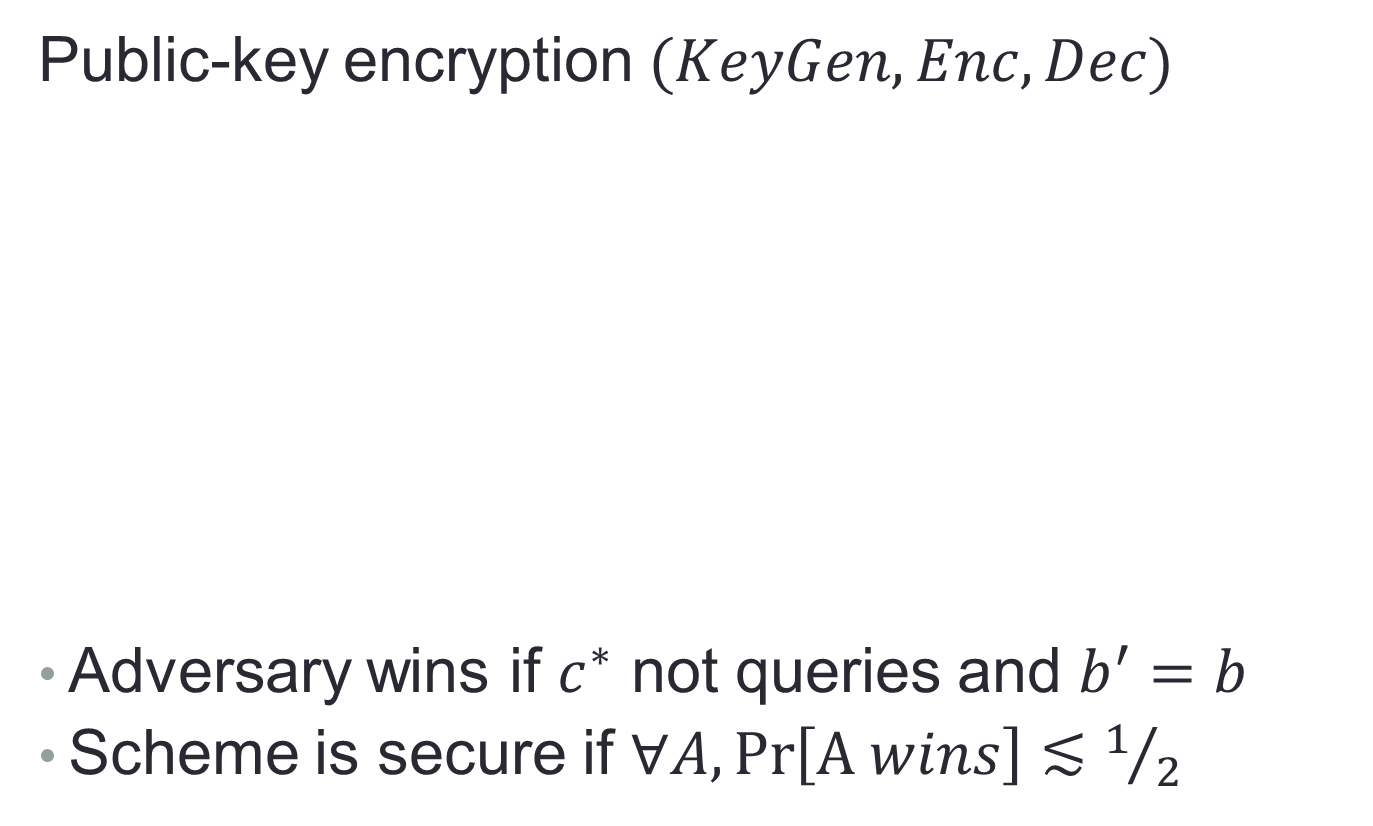 Public-key encryption (KeyGen, Enc, Dec)
• Adversary wins if c* not queries and b′ = b
• Scheme is secure if ∀A, Pr[A wins] ≲ 1/2